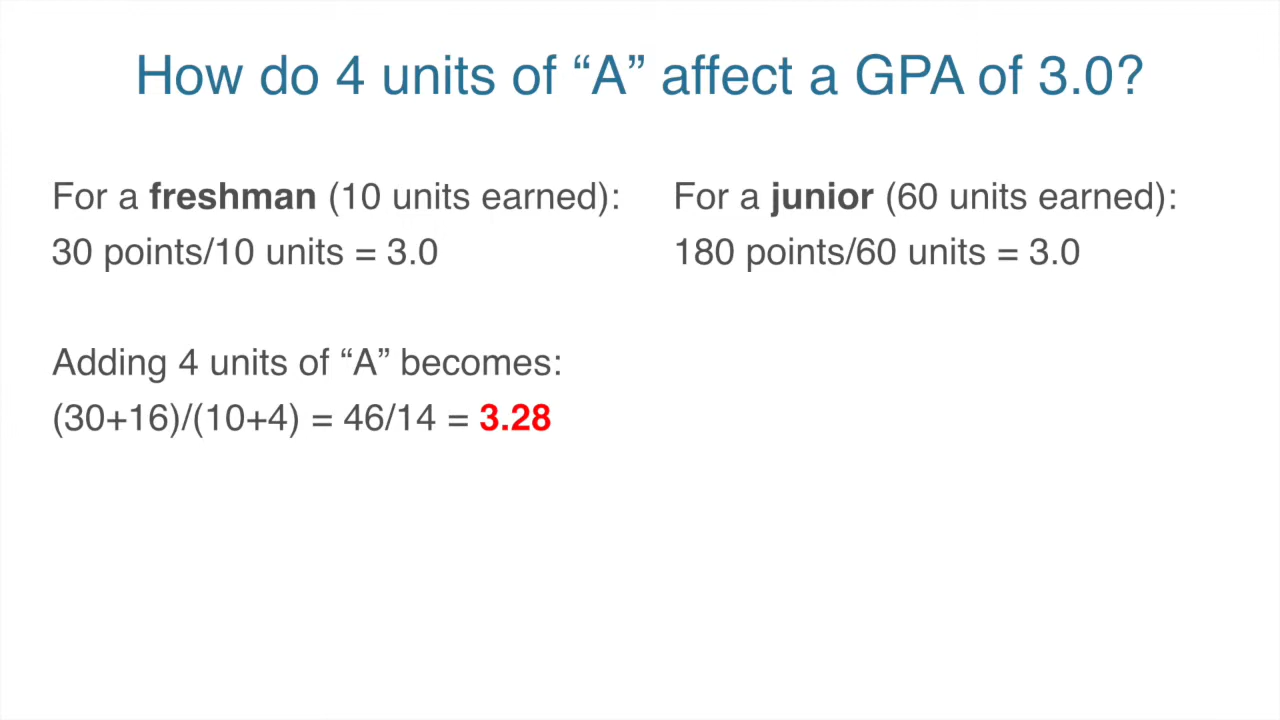 How do 4 units of “A” affect a GPA of 3.0?
For a freshman (10 units earned):
30 points/10 units = 3.0
Adding 4 units of “A” becomes:
(30+16)/(10+4) = 46/14 = 3.28
For a junior (60 units earned):
180 points/60 units = 3.0